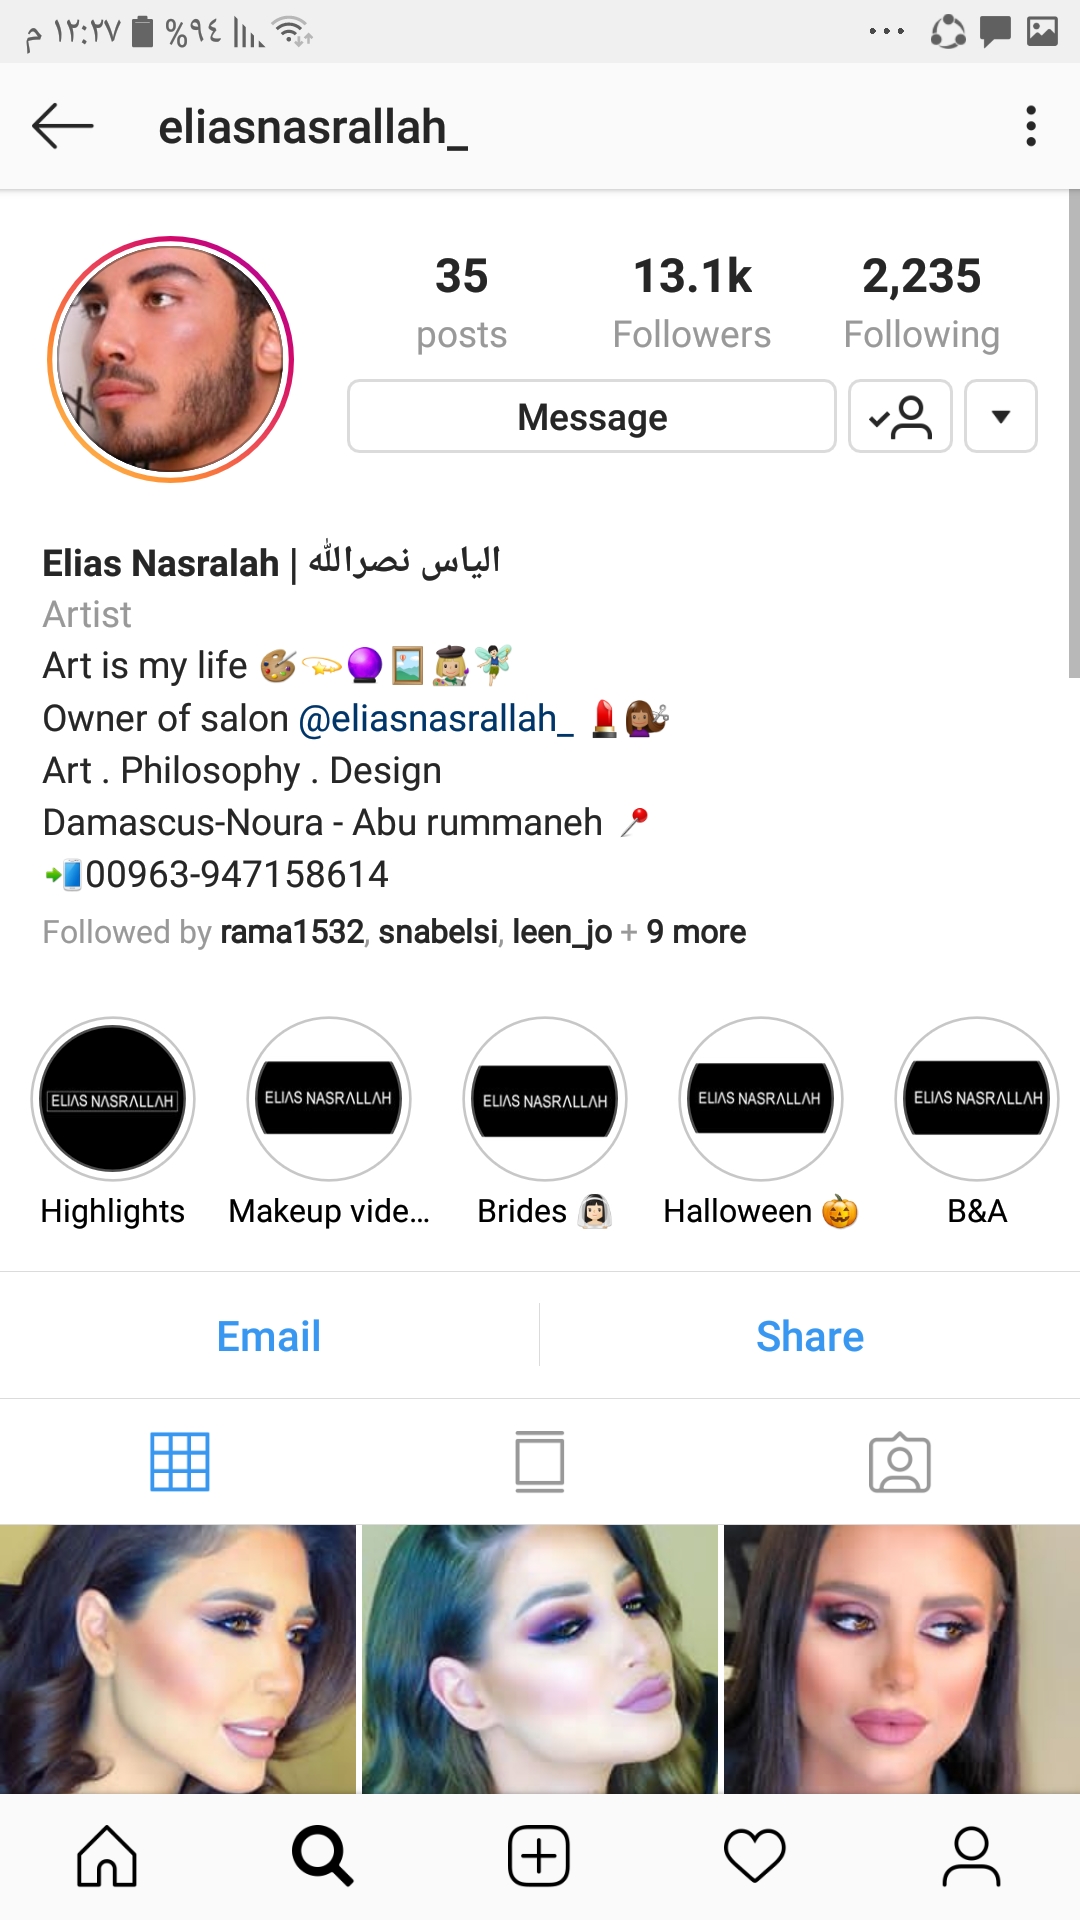 م ١٢:٢٧ %٩٤
eliasnasrallah_
35 13.1k 2,235
posts Followers Following
Message
Elias Nasralah | الياس نصرالله
Artist
Art is my life 🎨💫🔮🖼️👩🏼‍🎨🧚🏻‍♂️
Owner of salon @eliasnasrallah_ 💄💇🏾‍♀️
Art . Philosophy . Design
Damascus-Noura - Abu rummaneh 📍
📲00963-947158614
Followed by rama1532, snabelsi, leen_jo + 9 more
ELIAS NASRALLAH ELIAS NASRALLAH ELIAS NASRALLAH ELIAS NASRALLAH ELIAS NASRALLAH
Highlights Makeup vide... Brides 👰🏻 Halloween 🎃 B&A
Email Share